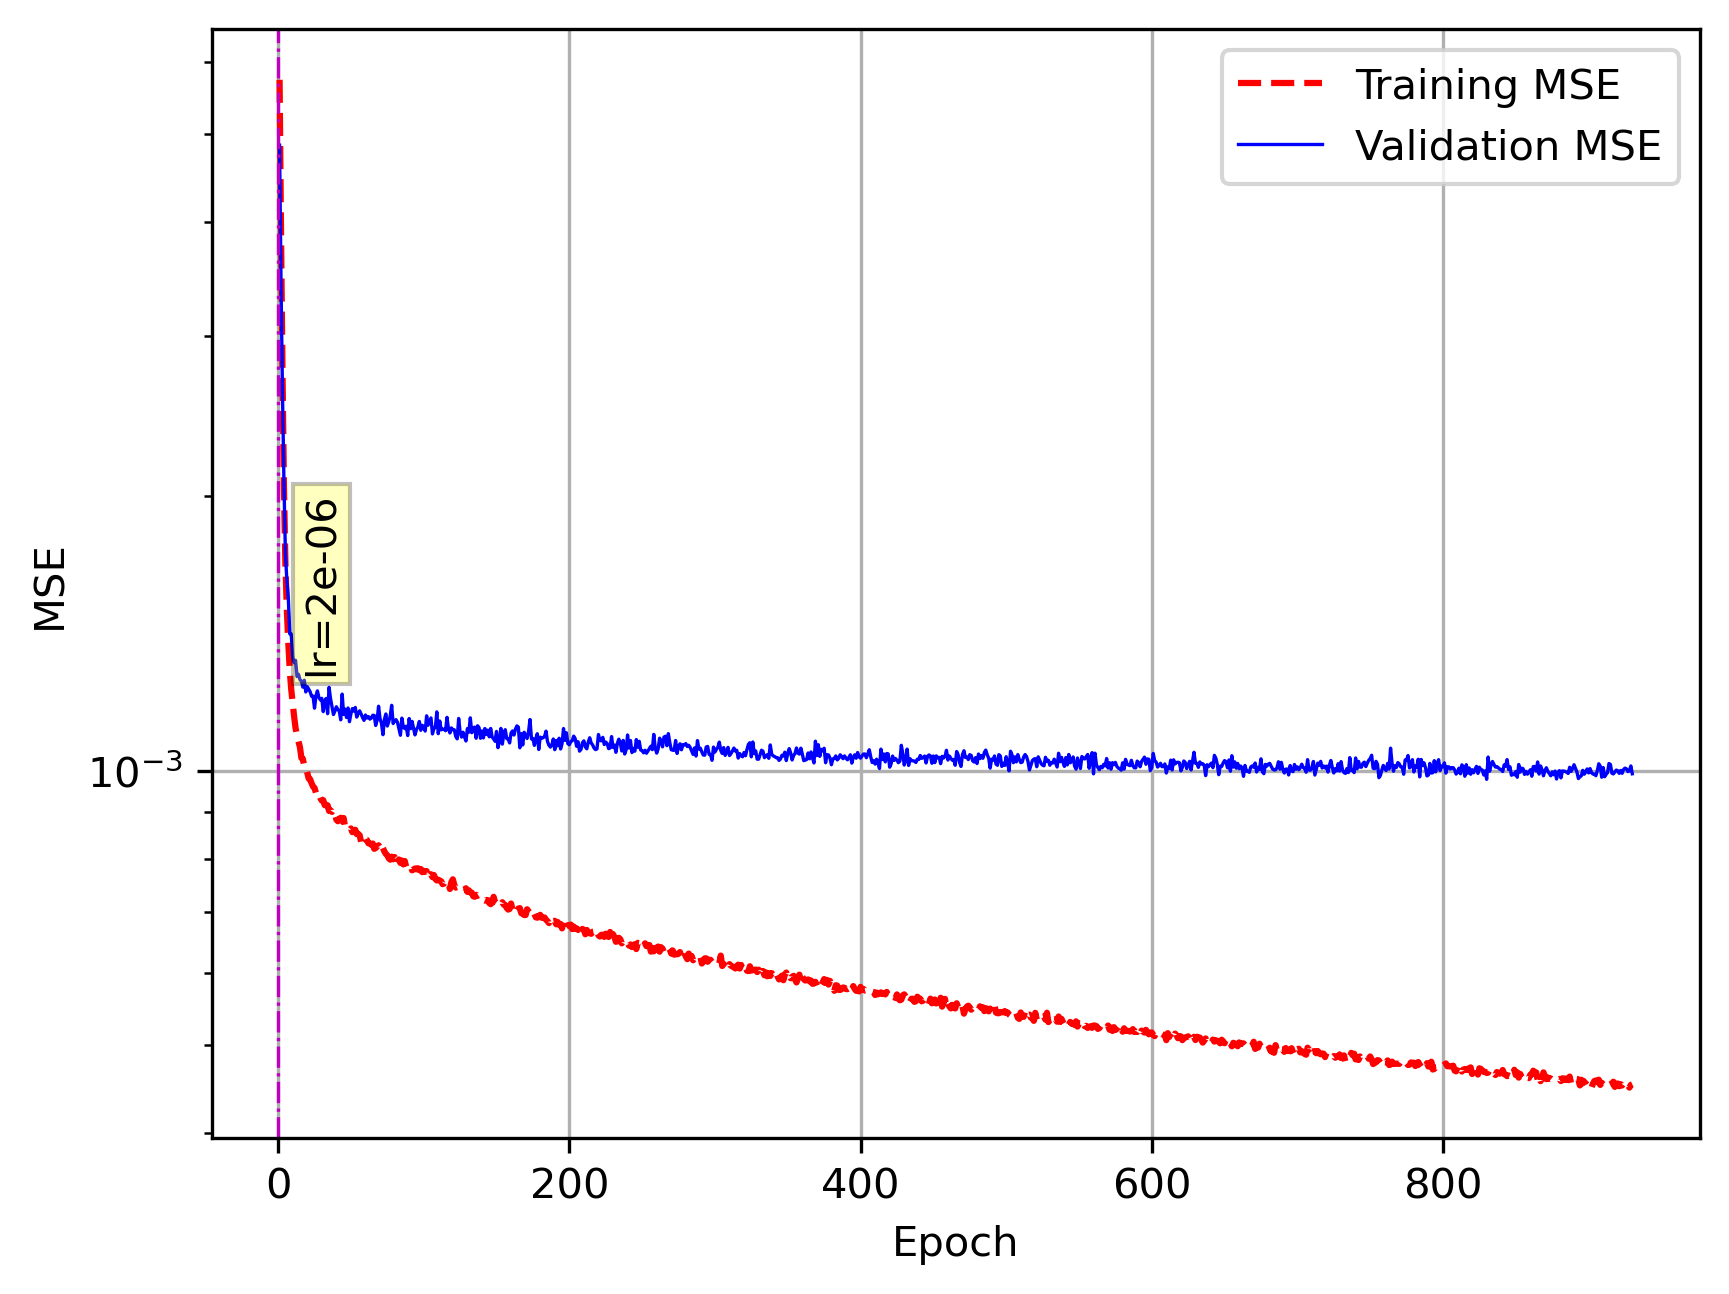 Training MSE
Validation MSE
lr=2e-06
MSE
10⁻³
0 200 400 600 800
Epoch